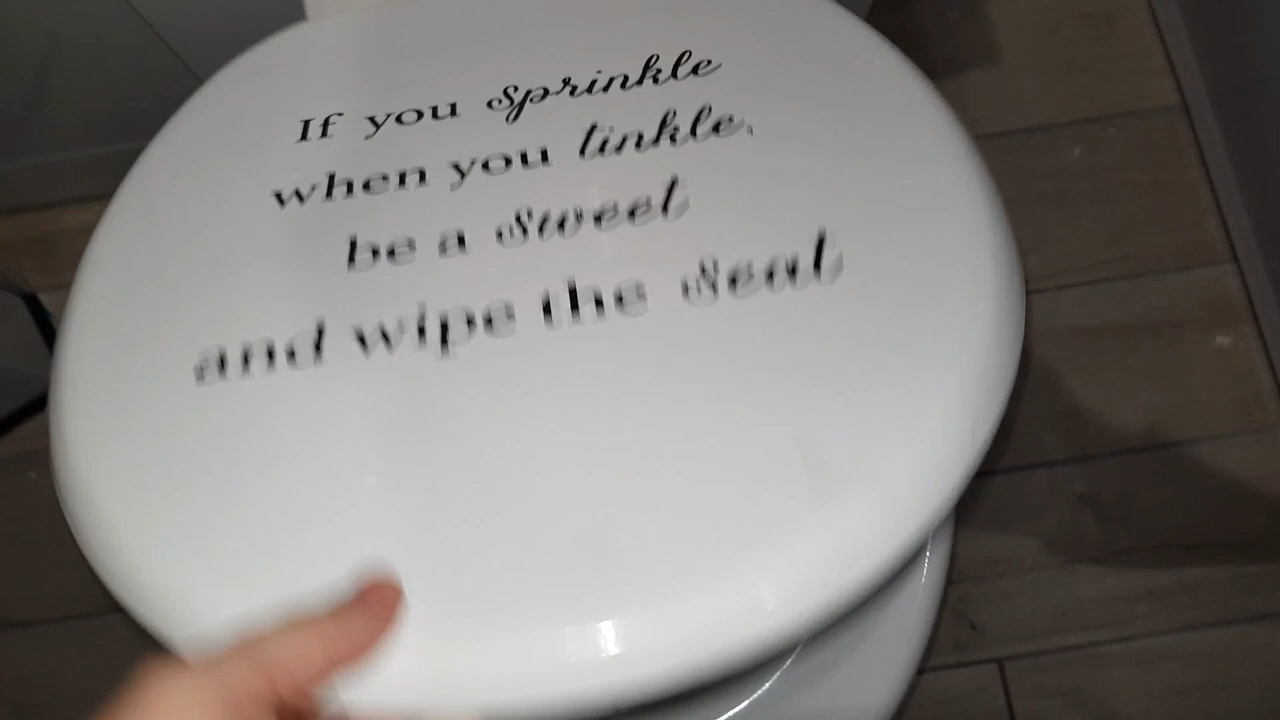 If you Sprinkle
when you tinkle,
be a Sweet
and wipe the Seat